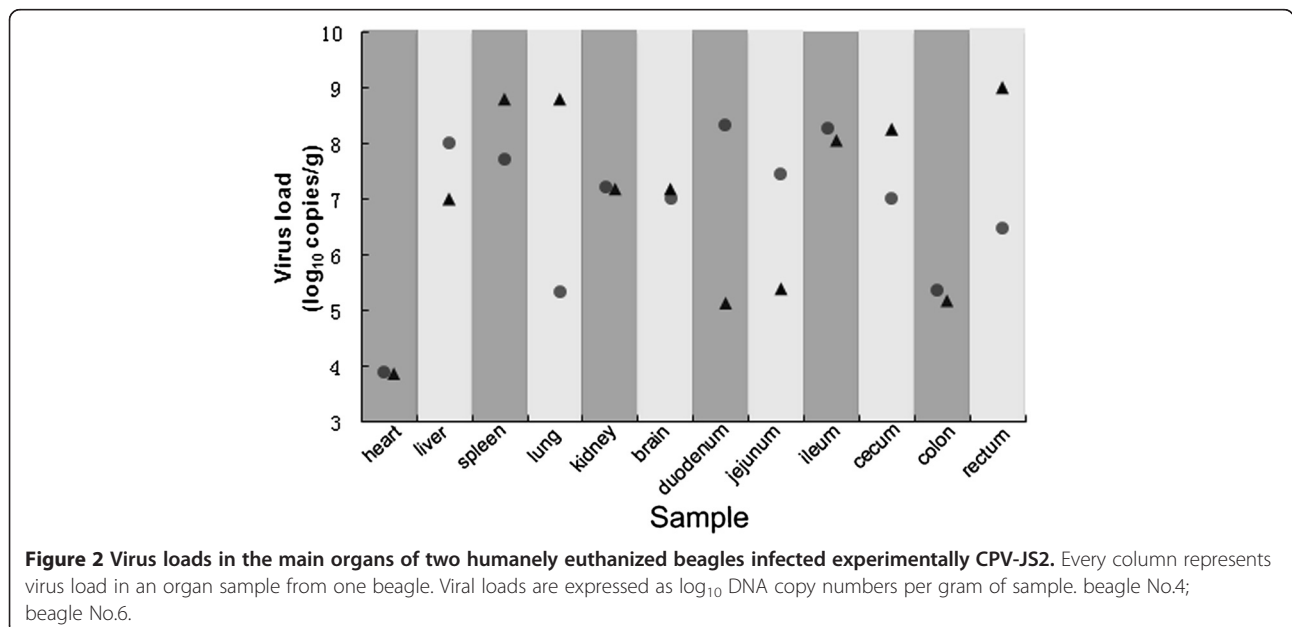 10
9
8
7
6
5
4
3
Virus load
(log₁₀ copies/g)
heart
liver
spleen
lung
kidney
brain
duodenum
jejunum
ileum
cecum
colon
rectum
Sample
Figure 2 Virus loads in the main organs of two humanely euthanized beagles infected experimentally CPV-JS2. Every column represents
virus load in an organ sample from one beagle. Viral loads are expressed as log₁₀ DNA copy numbers per gram of sample. beagle No.4;
beagle No.6.